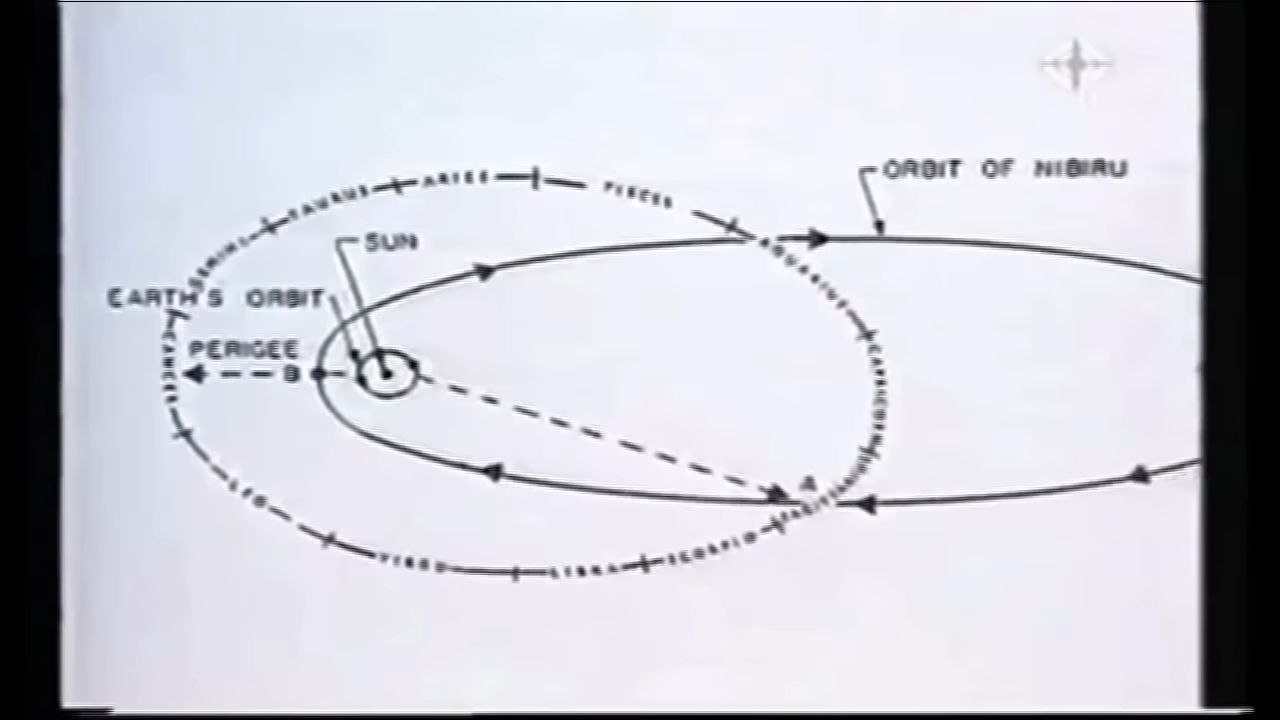 ORBIT OF NIBIRU
TAURUS
ARIES
PISCES
SUN
GEMINI
AQUARIUS
EARTH'S ORBIT
PERIGEE
B
CANCER
CAPRICORN
A
LEO
SAGITTARIUS
VIRGO
LIBRA
SCORPIO